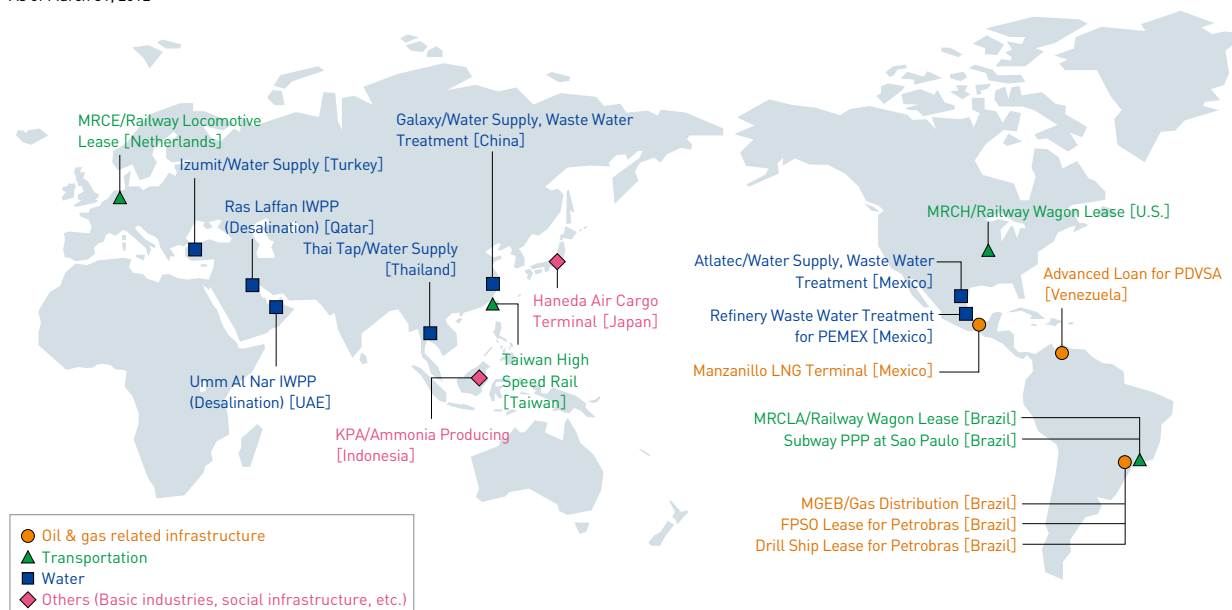 MRCE/Railway Locomotive
Lease [Netherlands]
Izumit/Water Supply [Turkey]
Ras Laffan IWPP
(Desalination) [Qatar]
Galaxy/Water Supply, Waste Water
Treatment [China]
Thai Tap/Water Supply
[Thailand]
Haneda Air Cargo
Terminal [Japan]
Umm Al Nar IWPP
(Desalination) [UAE]
Taiwan High
Speed Rail
[Taiwan]
KPA/Ammonia Producing
[Indonesia]
MRCH/Railway Wagon Lease [U.S.]
Atlatec/Water Supply, Waste Water
Treatment [Mexico]
Advanced Loan for PDVSA
[Venezuela]
Refinery Waste Water Treatment
for PEMEX [Mexico]
Manzanillo LNG Terminal [Mexico]
MRCLA/Railway Wagon Lease [Brazil]
Subway PPP at Sao Paulo [Brazil]
MGEB/Gas Distribution [Brazil]
FPSO Lease for Petrobras [Brazil]
Drill Ship Lease for Petrobras [Brazil]
Oil & gas related infrastructure
Transportation
Water
Others (Basic industries, social infrastructure, etc.)